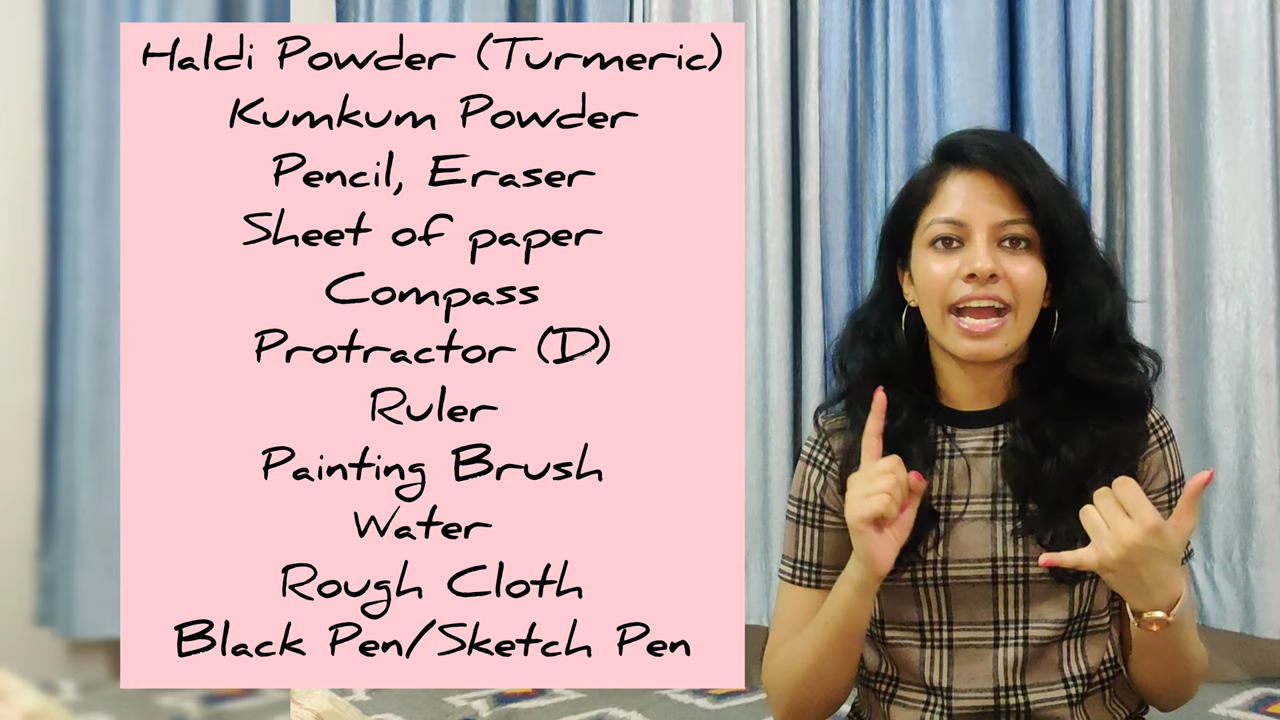 Haldi Powder (Turmeric)
Kumkum Powder
Pencil, Eraser
Sheet of paper
Compass
Protractor (D)
Ruler
Painting Brush
Water
Rough Cloth
Black Pen/Sketch Pen